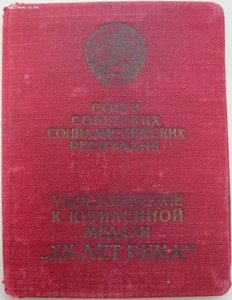 СОЮЗ
СОВЕТСКИХ
СОЦИАЛИСТИЧЕСКИХ
РЕСПУБЛИК
УДОСТОВЕРЕНИЕ
К ЮБИЛЕЙНОЙ
МЕДАЛИ
„XX ЛЕТ РККА"